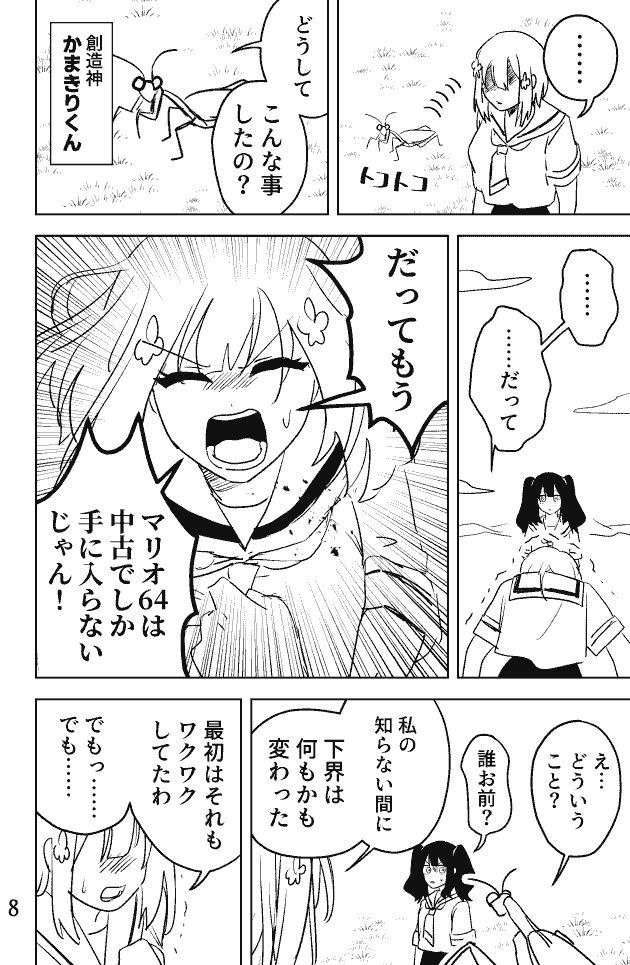 ……
トコトコ
どうして
こんな事
したの？
創造神
かまきりくん
……
……だって
だってもう
マリオ64は
中古でしか
手に入らない
じゃん！
え…
どういう
こと？
誰お前？
私の
知らない間に
下界は
何もかも
変わった
最初はそれも
ワクワク
してたわ
でもっ……
でも……
8